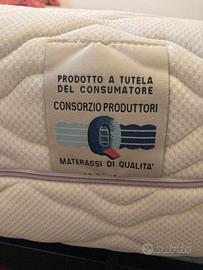 PRODOTTO A TUTELA
DEL CONSUMATORE
CONSORZIO PRODUTTORI
Q
MATERASSI DI QUALITA'
subito